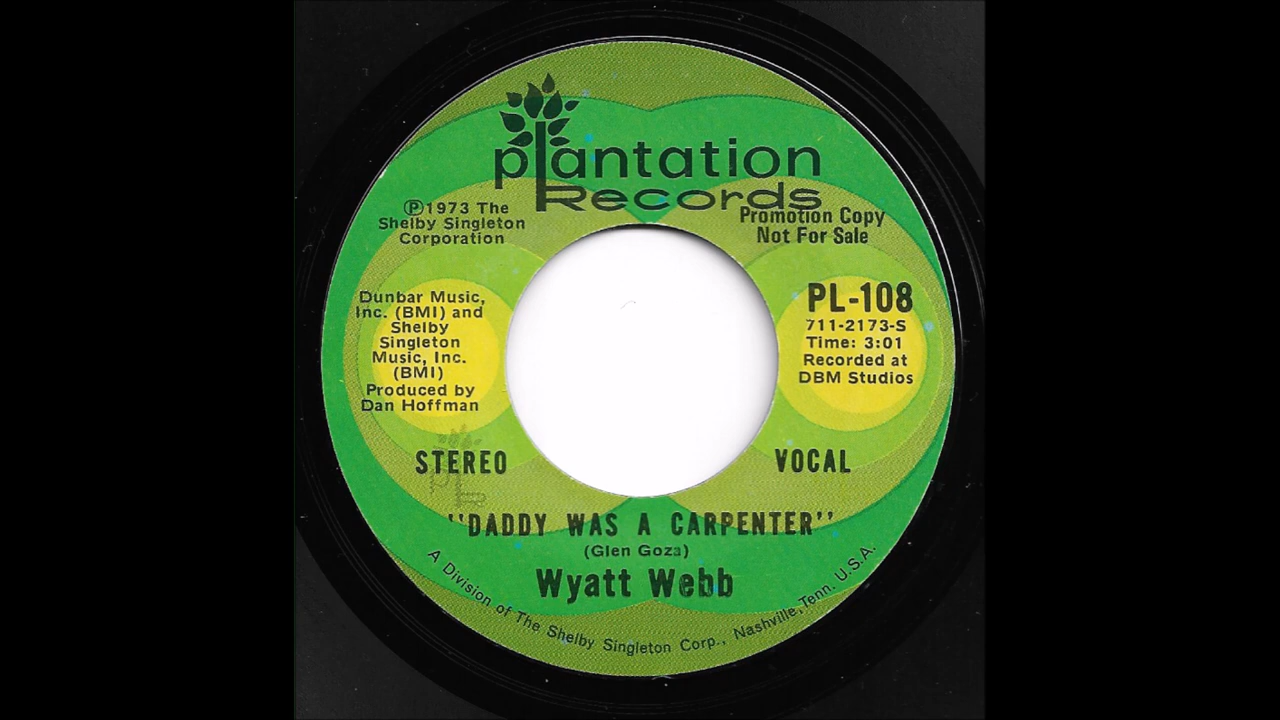 plantation
Records
℗1973 The
Shelby Singleton
Corporation
Promotion Copy
Not For Sale
Dunbar Music,
Inc. (BMI) and
Shelby
Singleton
Music, Inc.
(BMI)
Produced by
Dan Hoffman
PL-108
711-2173-S
Time: 3:01
Recorded at
DBM Studios
STEREO
VOCAL
"DADDY WAS A CARPENTER"
(Glen Goza)
Wyatt Webb
A Division of The Shelby Singleton Corp., Nashville, Tenn. U.S.A.